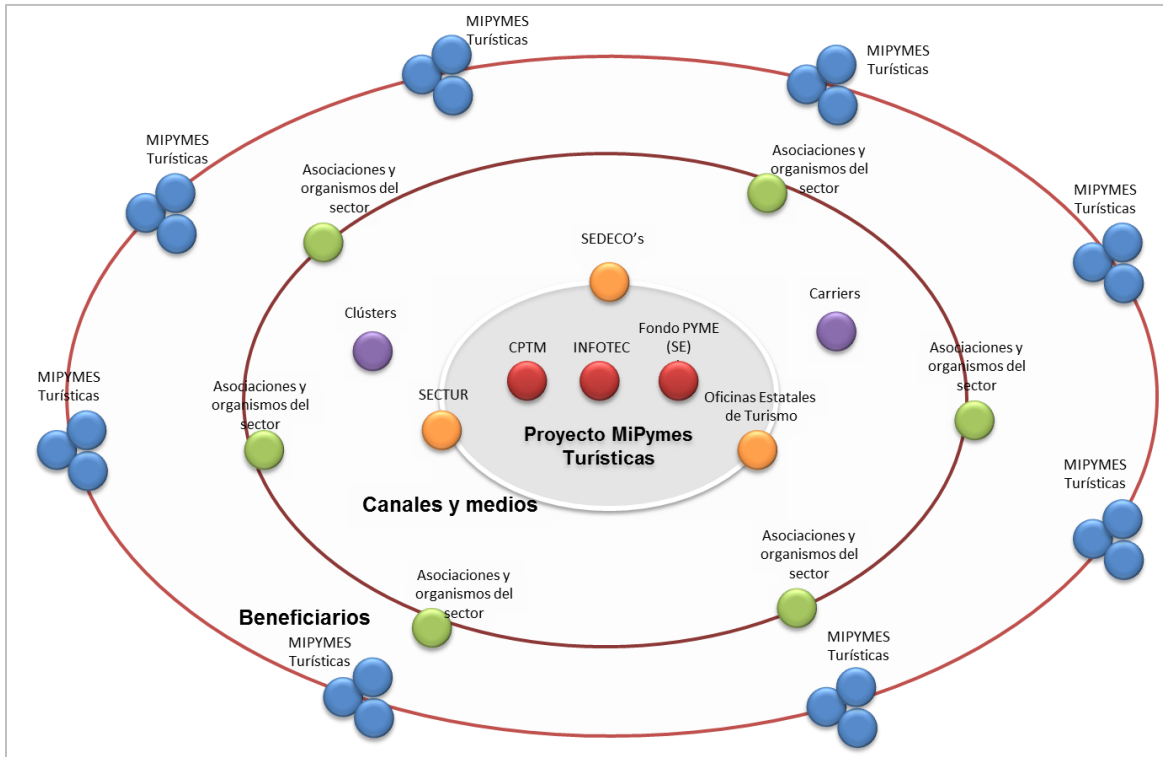 MIPYMES
Turísticas
MIPYMES
Turísticas
MIPYMES
Turísticas
Asociaciones y
organismos del
sector
Asociaciones y
organismos del
sector
MIPYMES
Turísticas
SEDECO's
Clústers
Carriers
CPTM
INFOTEC
Fondo PYME
(SE)
Asociaciones y
organismos del
sector
MIPYMES
Turísticas
Asociaciones y
organismos del
sector
SECTUR
Oficinas Estatales
de Turismo
Proyecto MiPymes
Turísticas
MIPYMES
Turísticas
Canales y medios
Asociaciones y
organismos del
sector
Asociaciones y
organismos del
sector
Beneficiarios
MIPYMES
Turísticas
MIPYMES
Turísticas